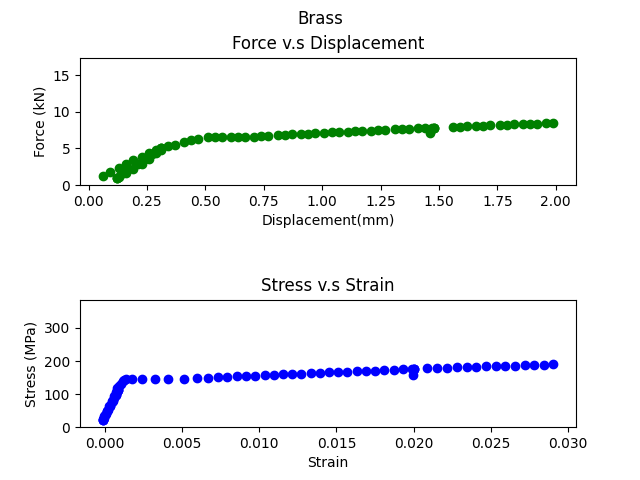 Brass
Force v.s Displacement
15
10
5
0
Force (kN)
0.00 0.25 0.50 0.75 1.00 1.25 1.50 1.75 2.00
Displacement(mm)
Stress v.s Strain
300
200
100
0
Stress (MPa)
0.000 0.005 0.010 0.015 0.020 0.025 0.030
Strain